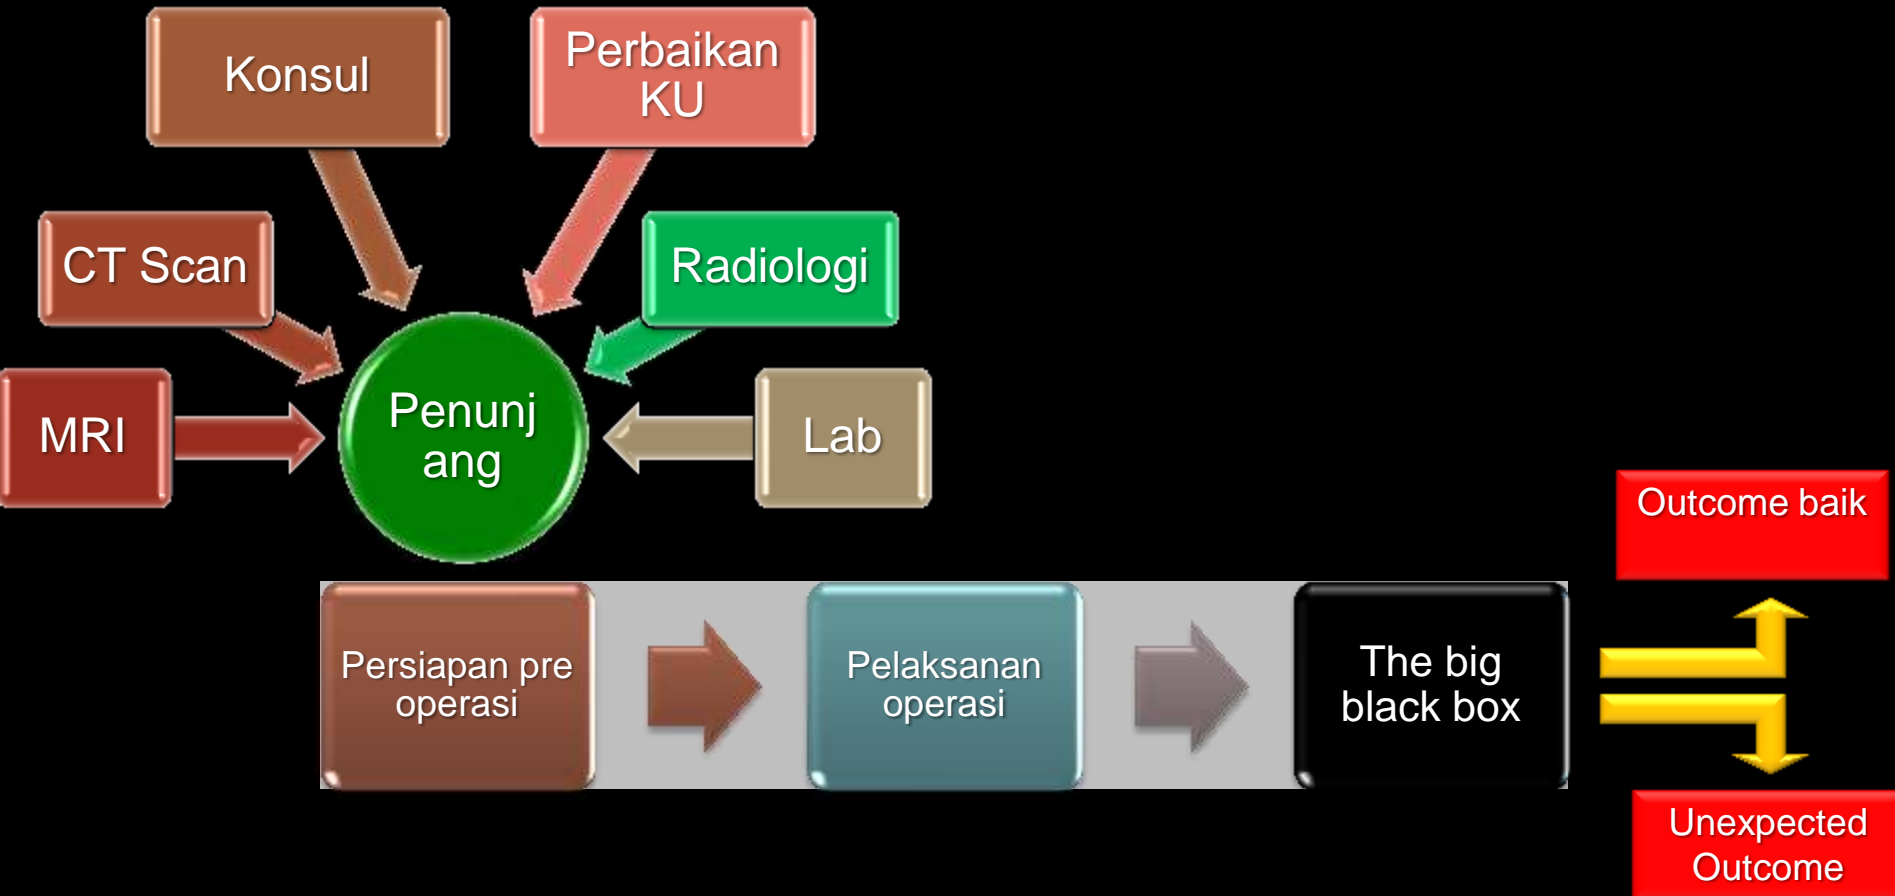 Konsul
Perbaikan
KU
CT Scan
Radiologi
MRI
Penunj
ang
Lab
Outcome baik
Persiapan pre
operasi
Pelaksanan
operasi
The big
black box
Unexpected
Outcome